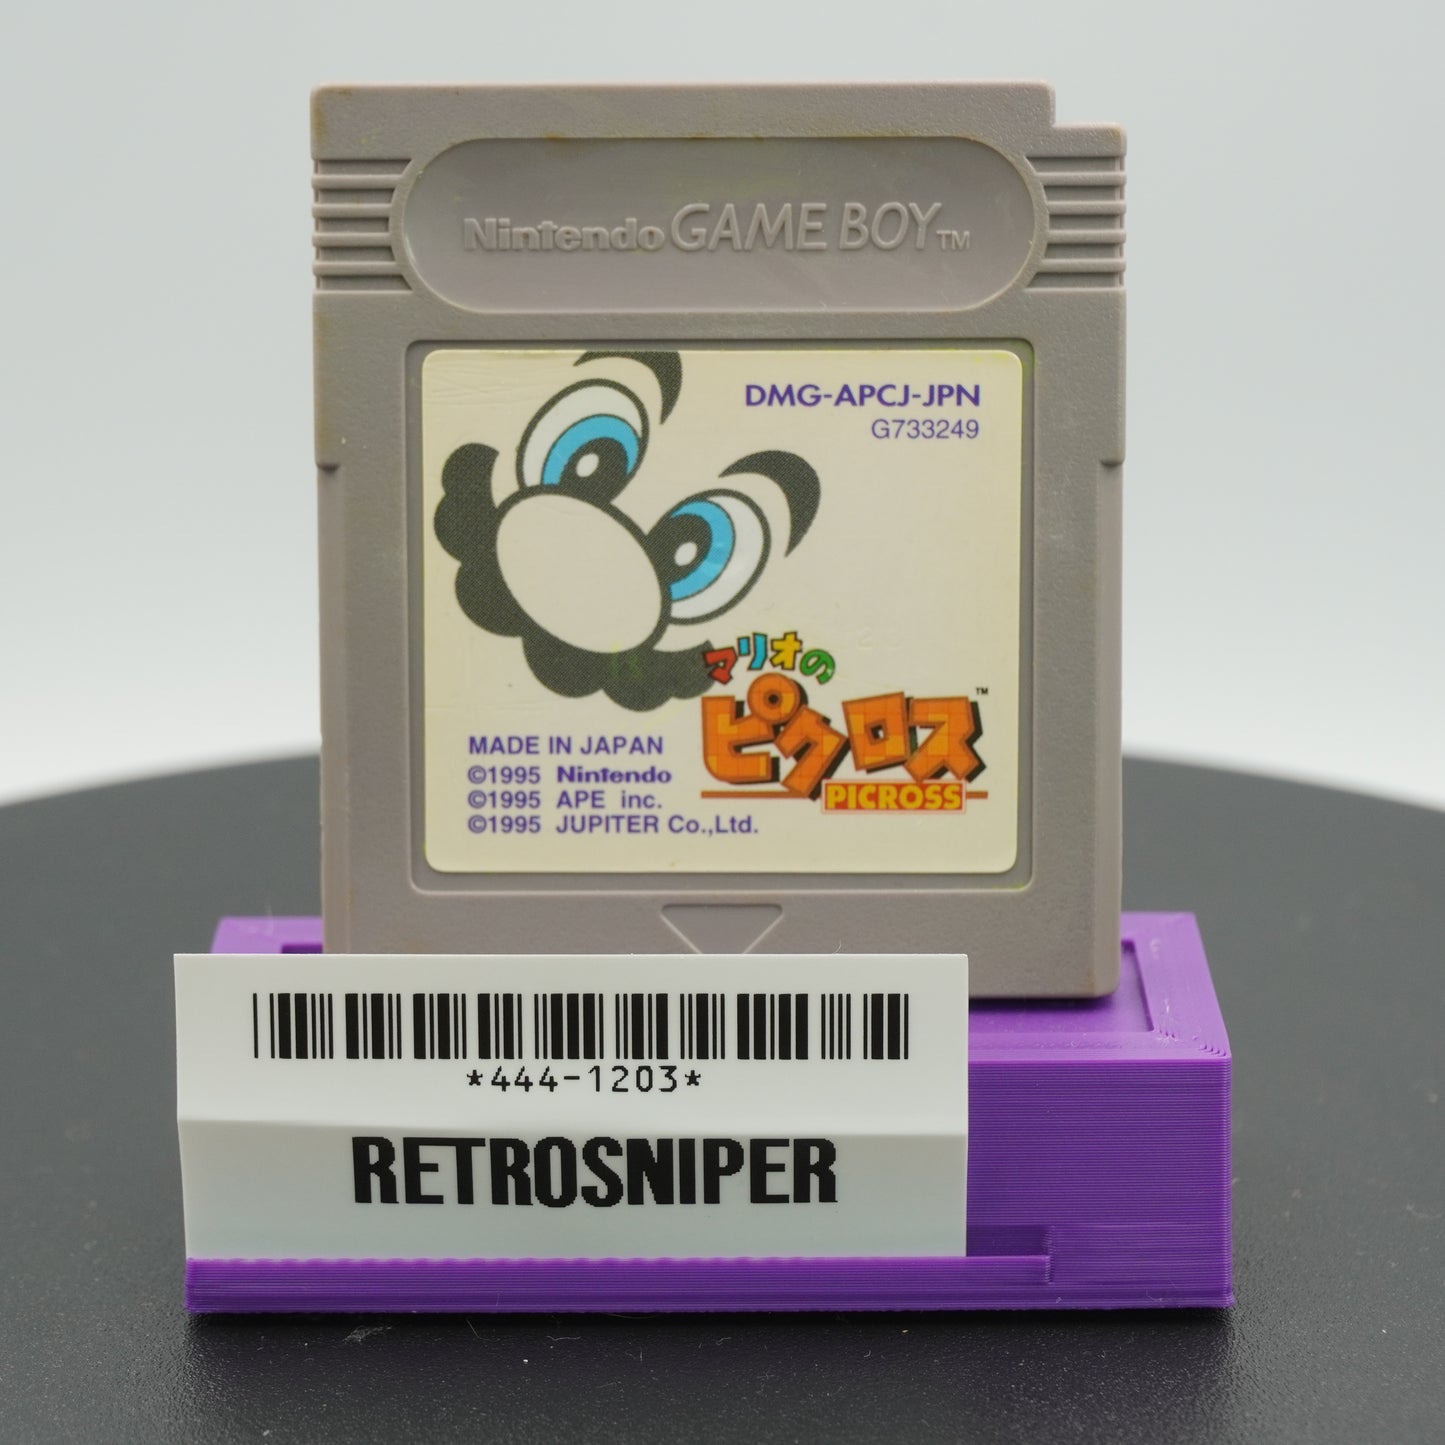 Nintendo GAME BOY™
DMG-APCJ-JPN
G733249
マリオの
ピクロス™
PICROSS
MADE IN JAPAN
©1995 Nintendo
©1995 APE inc.
©1995 JUPITER Co.,Ltd.
*444-1203*
RETROSNIPER